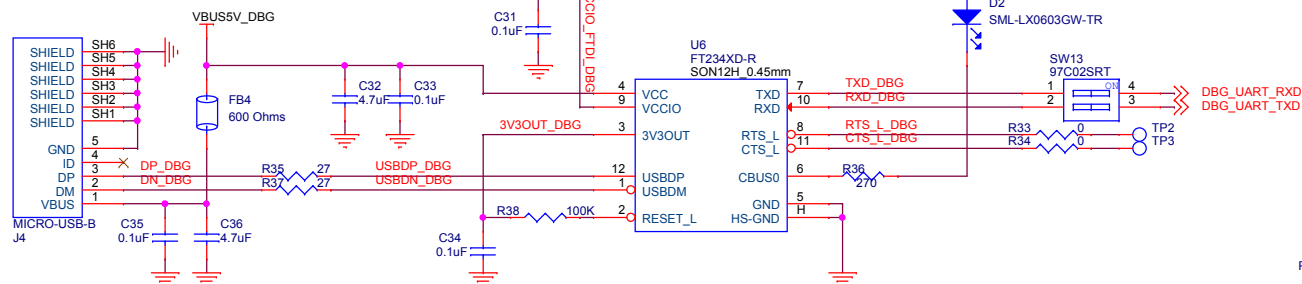 D2
SML-LX0603GW-TR
VBUS5V_DBG
C31
0.1uF
CCIO_FTDI_DBG
U6
FT234XD-R
SON12H_0.45mm
SW13
97C02SRT
ON
SHIELD SH6
SHIELD SH5
SHIELD SH4
SHIELD SH3
SHIELD SH2
SHIELD SH1
GND 5
ID 4
DP 3
DM 2
VBUS 1
MICRO-USB-B
J4
FB4
600 Ohms
C32
4.7uF
C33
0.1uF
3V3OUT_DBG
DP_DBG
DN_DBG
R35 27
R37 27
USBDP_DBG
USBDN_DBG
C35
0.1uF
C36
4.7uF
R38 100K
C34
0.1uF
4 VCC
9 VCCIO
3 3V3OUT
12 USBDP
1 USBDM
2 RESET_L
TXD 7
RXD 10
RTS_L 8
CTS_L 11
CBUS0 6
GND 5
HS-GND H
TXD_DBG
RXD_DBG
RTS_L_DBG
CTS_L_DBG
R36
270
R33 0
R34 0
TP2
TP3
1 4
2 3
DBG_UART_RXD
DBG_UART_TXD